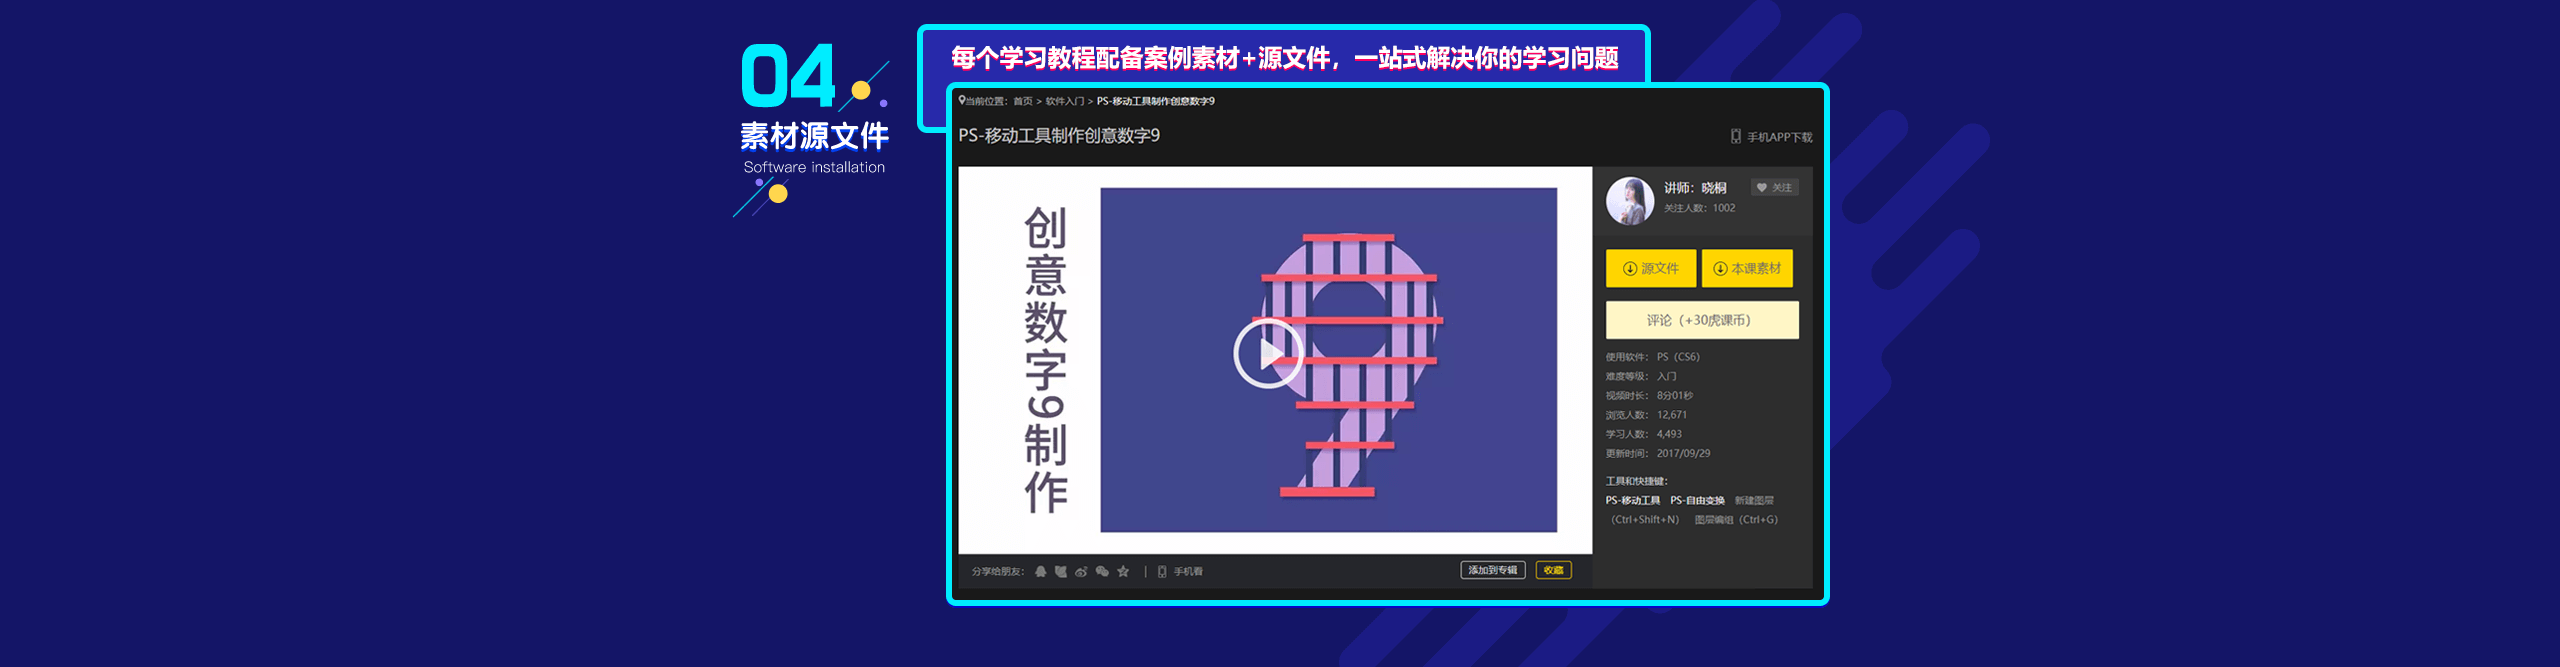 04
素材源文件
Software installation
每个学习教程配备案例素材+源文件，一站式解决你的学习问题
当前位置：首页 > 软件入门 > PS-移动工具制作创意数字9
PS-移动工具制作创意数字9
手机APP下载
创意数字9制作
讲师：晓桐
关注
关注人数：1002
源文件
本课素材
评论（+30虎课币）
使用软件： PS（CS6）
难度等级： 入门
视频时长： 8分01秒
浏览人数： 12,671
学习人数： 4,493
更新时间： 2017/09/29
工具和快捷键：
PS-移动工具 PS-自由变换 新建图层
（Ctrl+Shift+N） 图层编组（Ctrl+G）
分享给朋友：
手机看
添加到专辑
收藏